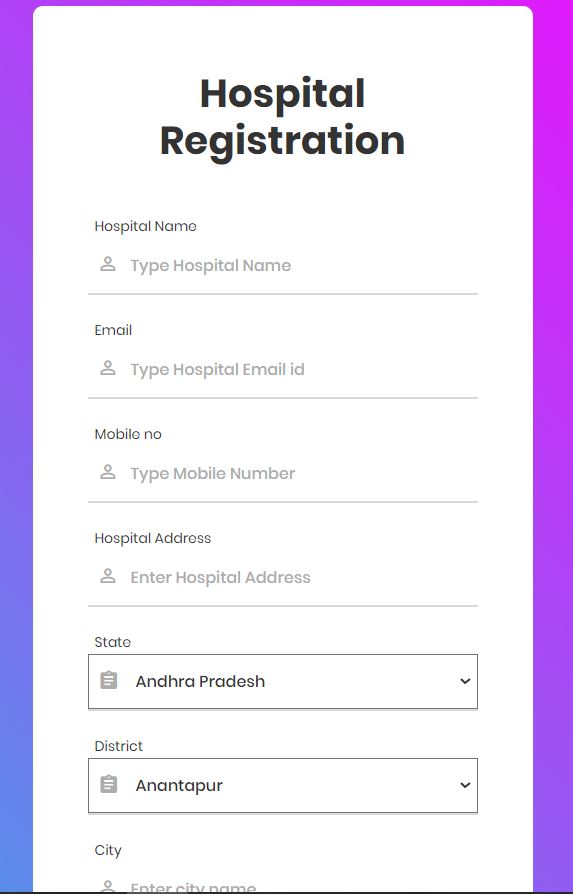 Hospital
Registration
Hospital Name
Type Hospital Name
Email
Type Hospital Email id
Mobile no
Type Mobile Number
Hospital Address
Enter Hospital Address
State
Andhra Pradesh
District
Anantapur
City
Enter city name